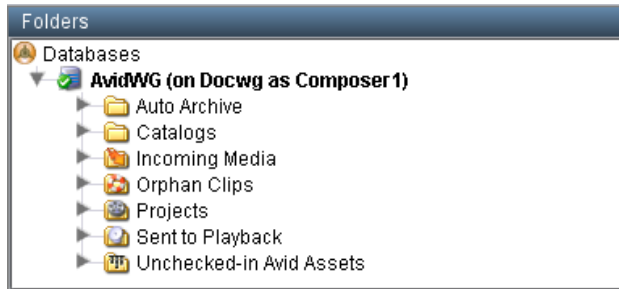 Folders
Databases
AvidWG (on Docwg as Composer1)
Auto Archive
Catalogs
Incoming Media
Orphan Clips
Projects
Sent to Playback
Unchecked-in Avid Assets